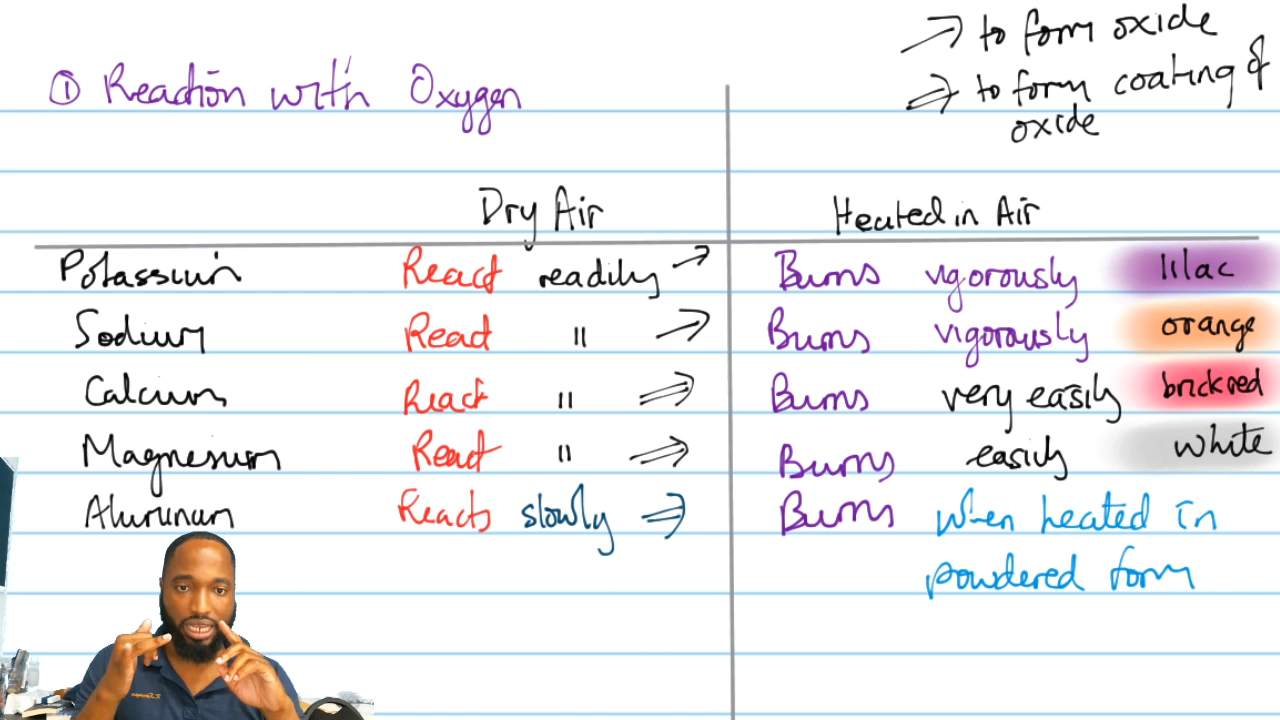 ① Reaction with Oxygen
→ to form oxide
⇒ to form coating of
oxide
Dry Air Heated in Air
Potassium React readily → Burns vigorously lilac
Sodium React " → Burns vigorously orange
Calcium React " ⇒ Burns very easily brick red
Magnesium React " ⇒ Burns easily white
Aluminum Reacts slowly ⇒ Burns when heated in
powdered form